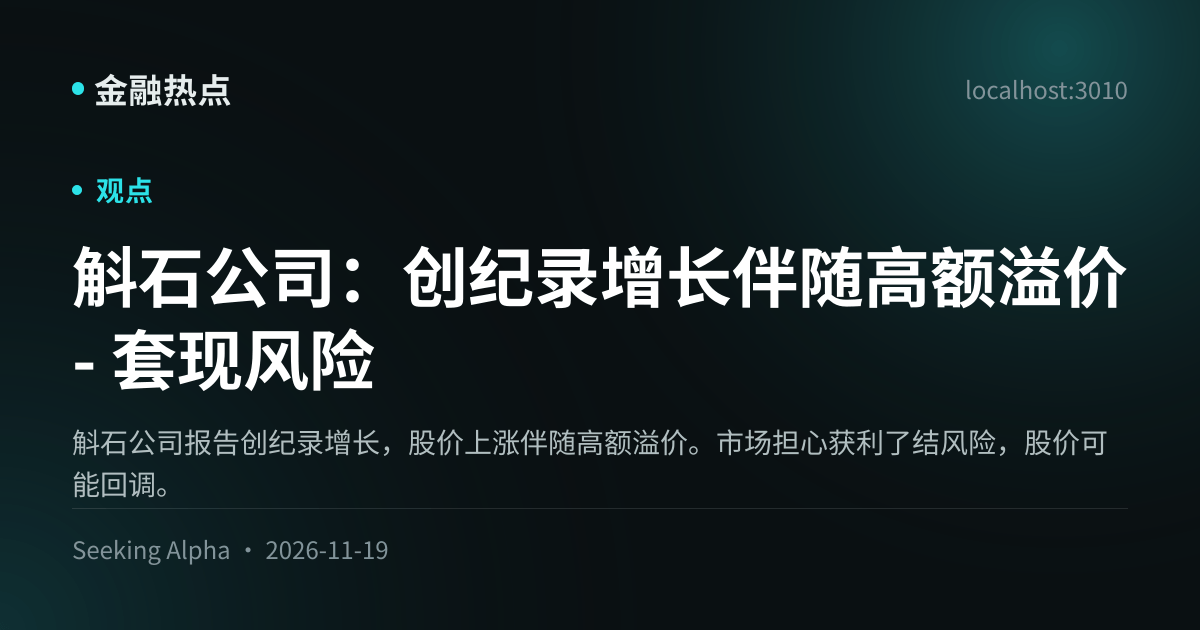 金融热点
localhost:3010
观点
斛石公司：创纪录增长伴随高额溢价
- 套现风险
斛石公司报告创纪录增长，股价上涨伴随高额溢价。市场担心获利了结风险，股价可
能回调。
Seeking Alpha • 2026-11-19